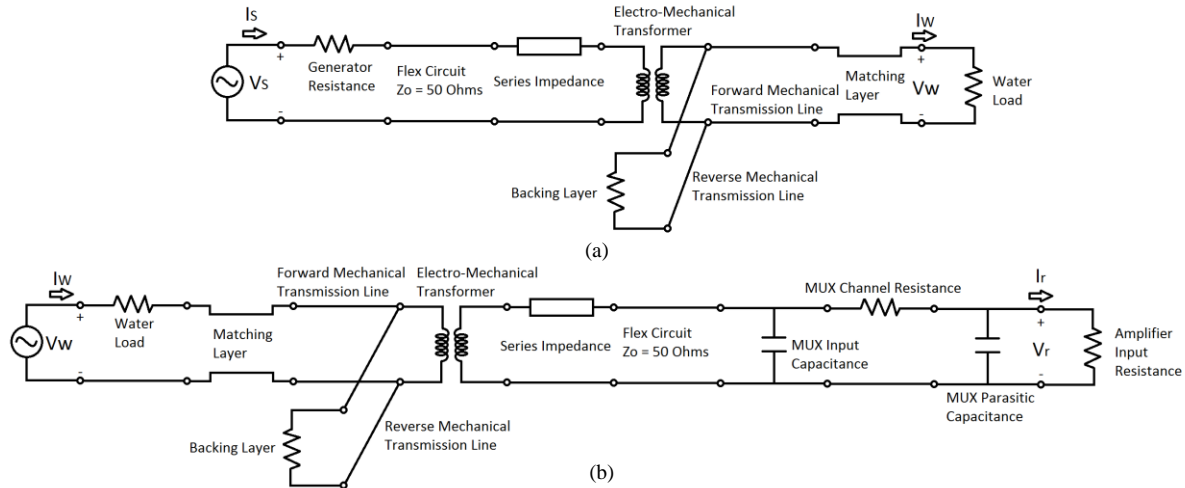 Is
Vs
+
-
Generator
Resistance
Flex Circuit
Zo = 50 Ohms
Series Impedance
Electro-Mechanical
Transformer
Forward Mechanical
Transmission Line
Matching
Layer
Iw
+
Vw
-
Water
Load
Backing Layer
Reverse Mechanical
Transmission Line
(a)
Iw
+
Vw
-
Water
Load
Matching
Layer
Forward Mechanical
Transmission Line
Electro-Mechanical
Transformer
Backing Layer
Reverse Mechanical
Transmission Line
Series Impedance
Flex Circuit
Zo = 50 Ohms
MUX Input
Capacitance
MUX Channel Resistance
MUX Parasitic
Capacitance
Ir
+
Vr
-
Amplifier
Input
Resistance
(b)